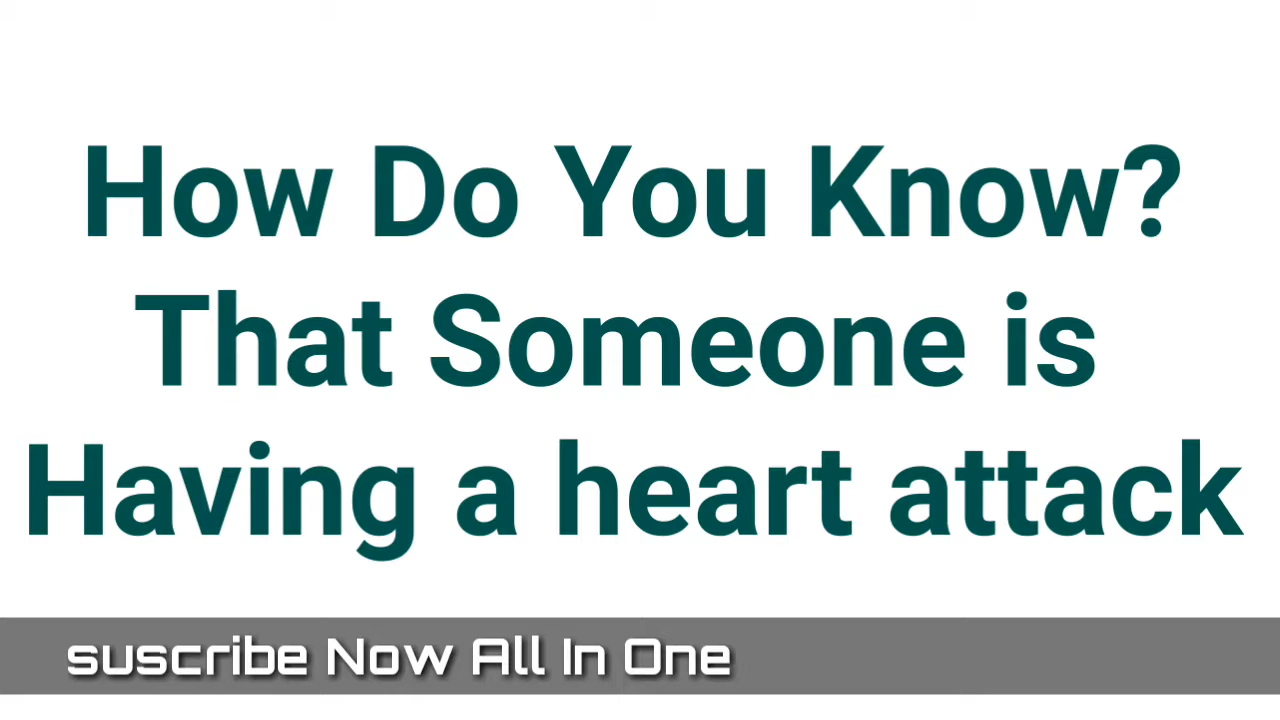 How Do You Know?
That Someone is
Having a heart attack
suscribe Now All In One